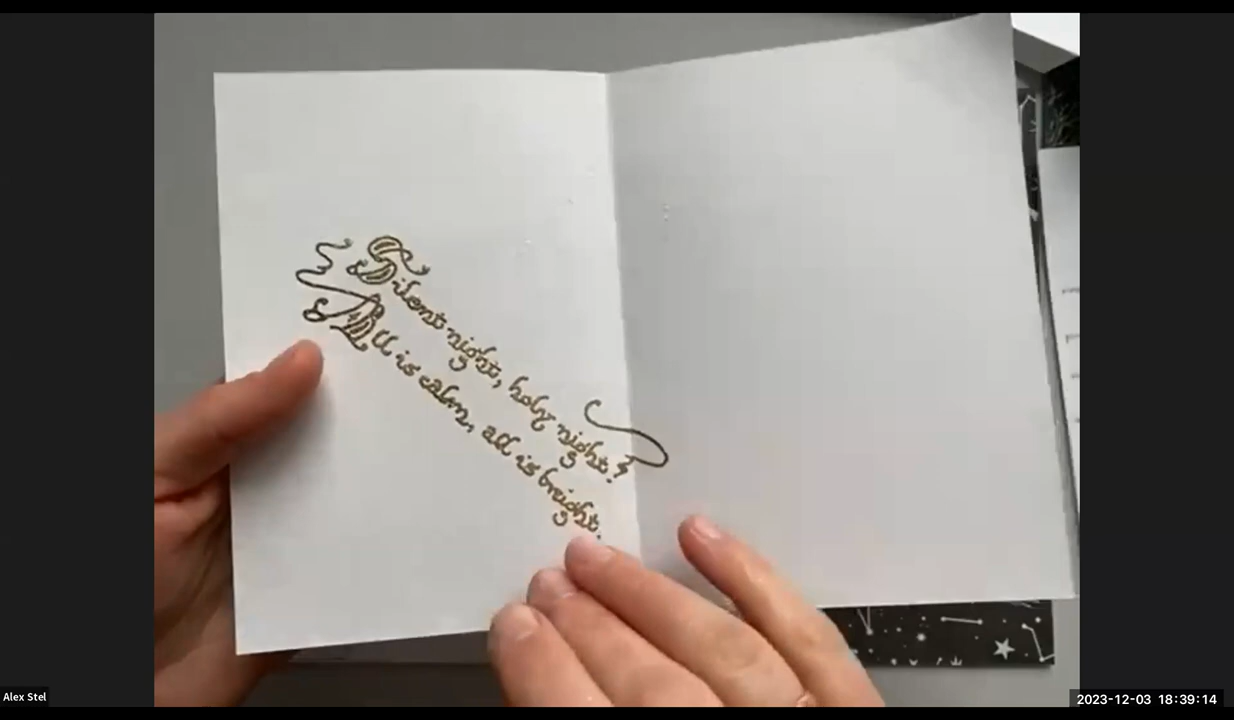 Silent night, holy night!
All is calm, all is bright.
Alex Stel
2023-12-03 18:39:14